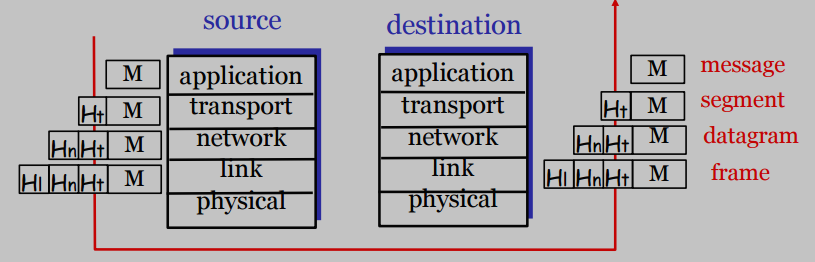 source
destination
M
application
application
M
message
Ht M
transport
transport
Ht M
segment
Hn Ht M
network
network
Hn Ht M
datagram
Hl Hn Ht M
link
link
Hl Hn Ht M
frame
physical
physical